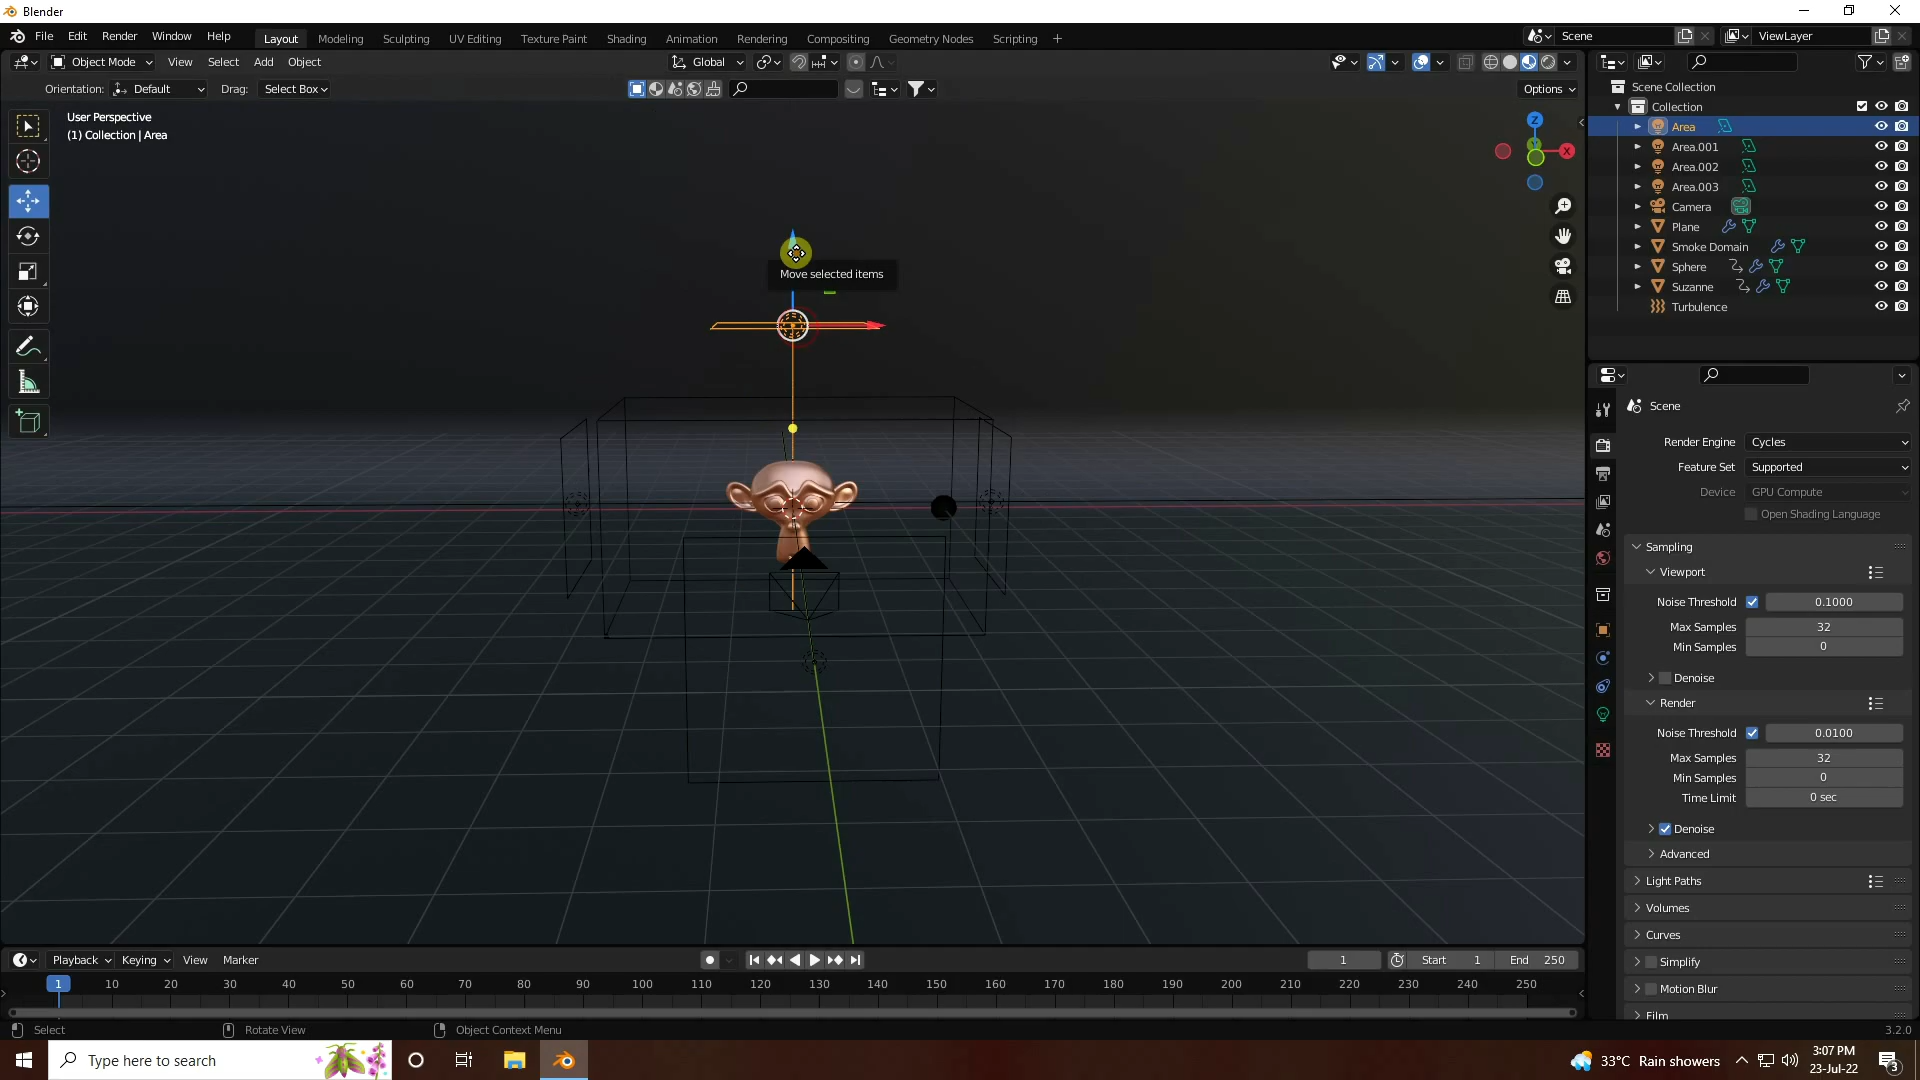 Blender
File Edit Render Window Help Layout Modeling Sculpting UV Editing Texture Paint Shading Animation Rendering Compositing Geometry Nodes Scripting + Scene ViewLayer
Object Mode View Select Add Object Global
Orientation: Default Drag: Select Box Options
User Perspective
(1) Collection | Area
Z
X
Move selected items
Scene Collection
Collection
Area
Area.001
Area.002
Area.003
Camera
Plane
Smoke Domain
Sphere
Suzanne
Turbulence
Scene
Render Engine Cycles
Feature Set Supported
Device GPU Compute
Open Shading Language
Sampling
Viewport
Noise Threshold 0.1000
Max Samples 32
Min Samples 0
Denoise
Render
Noise Threshold 0.0100
Max Samples 32
Min Samples 0
Time Limit 0 sec
Denoise
Advanced
Light Paths
Volumes
Curves
Simplify
Motion Blur
Film
Playback Keying View Marker 1 Start 1 End 250
1 10 20 30 40 50 60 70 80 90 100 110 120 130 140 150 160 170 180 190 200 210 220 230 240 250
Select Rotate View Object Context Menu 3.2.0
Type here to search 33°C Rain showers 3:07 PM
23-Jul-22 3